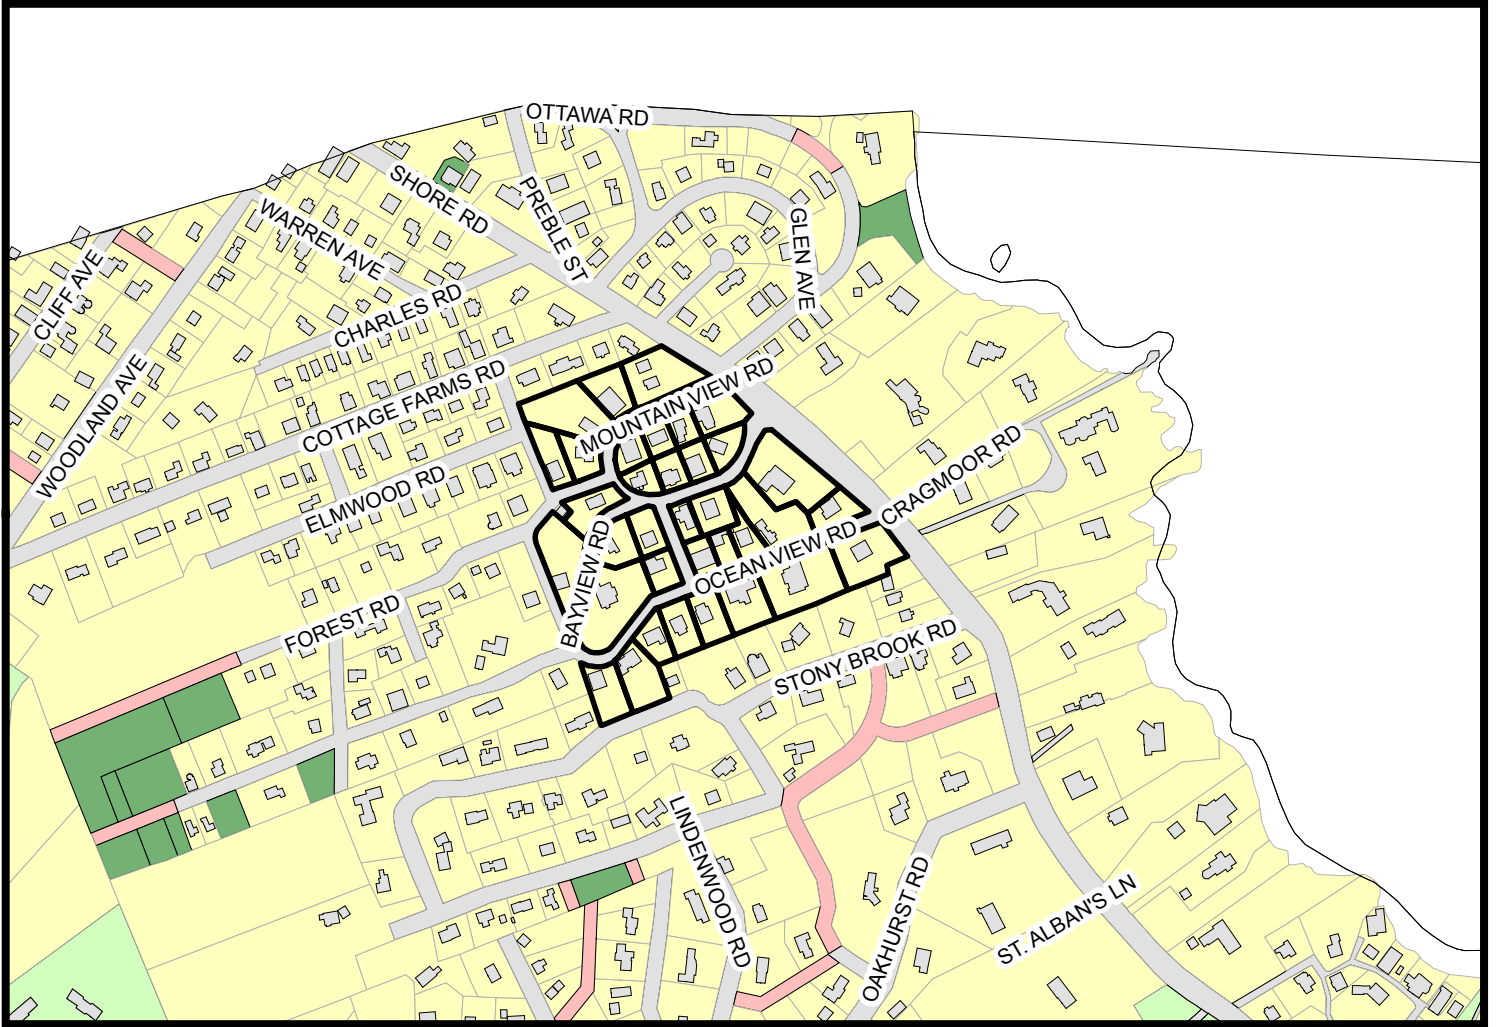 OTTAWA RD
SHORE RD
PREBLE ST
WARREN AVE
GLEN AVE
CLIFF AVE
CHARLES RD
WOODLAND AVE
COTTAGE FARMS RD
MOUNTAIN VIEW RD
ELMWOOD RD
CRAGMOOR RD
BAYVIEW RD
OCEAN VIEW RD
FOREST RD
STONY BROOK RD
LINDENWOOD RD
OAKHURST RD
ST. ALBAN'S LN